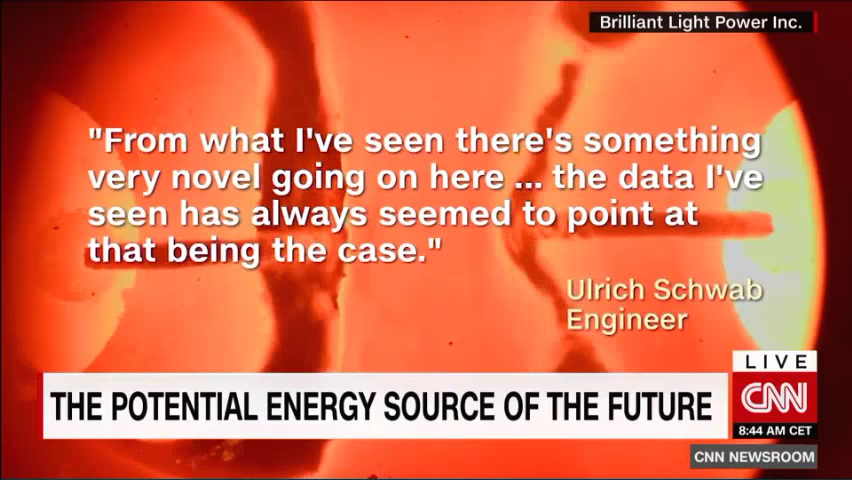 Brilliant Light Power Inc.
"From what I've seen there's something
very novel going on here ... the data I've
seen has always seemed to point at
that being the case."
Ulrich Schwab
Engineer
THE POTENTIAL ENERGY SOURCE OF THE FUTURE
LIVE
CNN
8:44 AM CET
CNN NEWSROOM